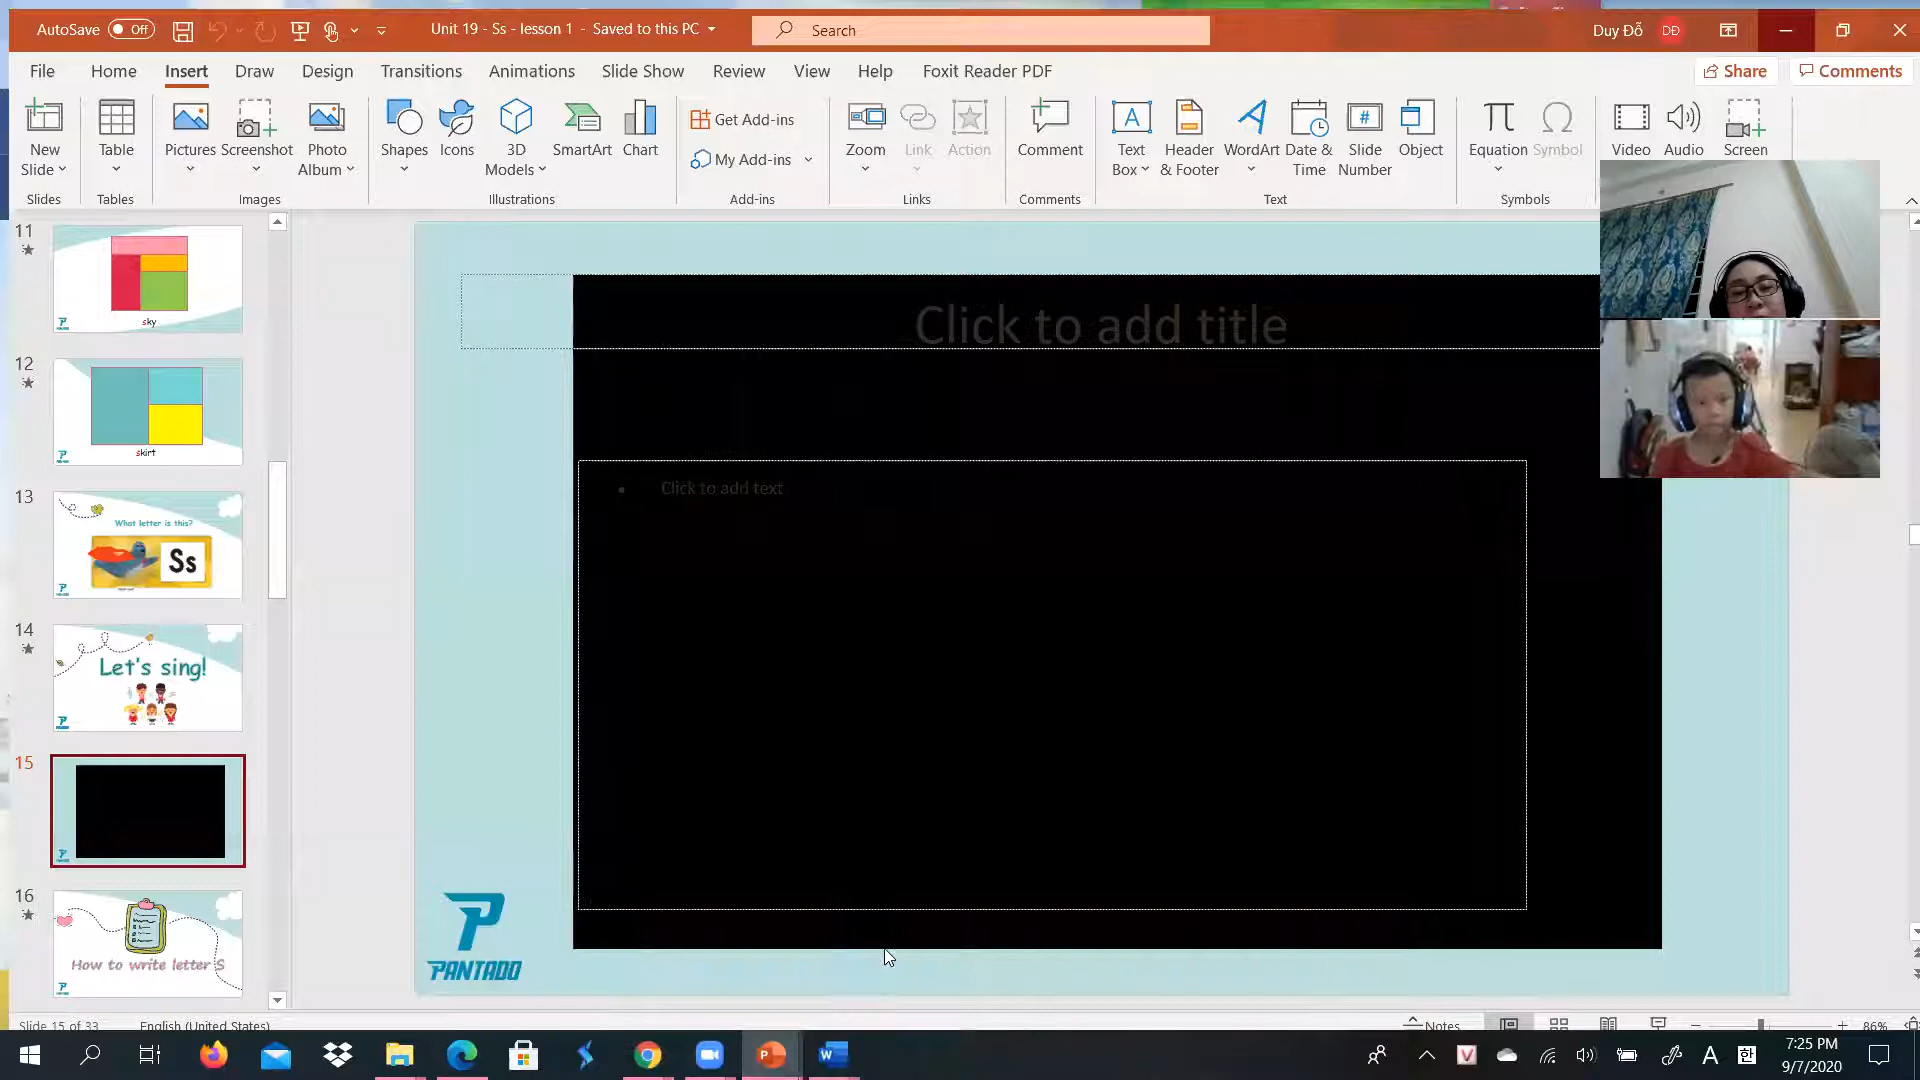 AutoSave Off
Unit 19 - Ss - lesson 1 - Saved to this PC
Search
Duy Đỗ
DĐ
File Home Insert Draw Design Transitions Animations Slide Show Review View Help Foxit Reader PDF
Share Comments
New Slide
Table
Pictures
Screenshot
Photo Album
Shapes
Icons
3D Models
SmartArt
Chart
Get Add-ins
My Add-ins
Zoom
Link
Action
Comment
Text Box
Header & Footer
WordArt
Date & Time
Slide Number
Object
Equation
Symbol
Video
Audio
Screen
Slides Tables Images Illustrations Add-ins Links Comments Text Symbols
11
sky
12
skirt
13
What letter is this?
Ss
14
Let's sing!
15
16
How to write letter S
Click to add title
Click to add text
PANTADO
Slide 15 of 33
English (United States)
Notes
86%
7:25 PM
9/7/2020